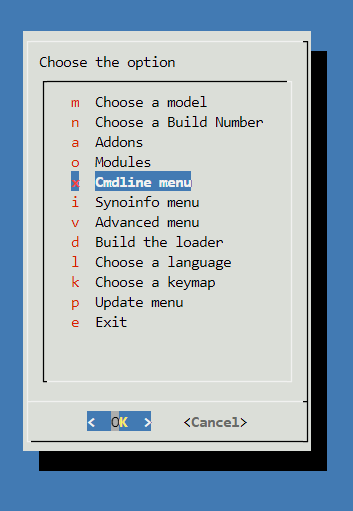 Choose the option
m Choose a model
n Choose a Build Number
a Addons
o Modules
x Cmdline menu
i Synoinfo menu
v Advanced menu
d Build the loader
l Choose a language
k Choose a keymap
p Update menu
e Exit
< OK > <Cancel>